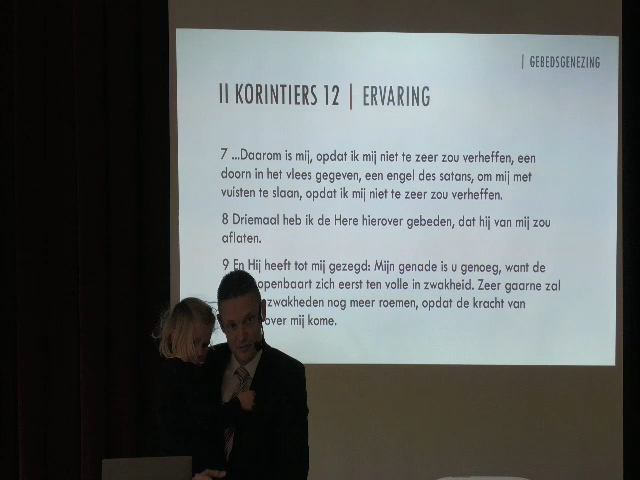 | GEBEDSGENEZING
II KORINTIERS 12 | ERVARING
7 ...Daarom is mij, opdat ik mij niet te zeer zou verheffen, een
doorn in het vlees gegeven, een engel des satans, om mij met
vuisten te slaan, opdat ik mij niet te zeer zou verheffen.
8 Driemaal heb ik de Here hierover gebeden, dat hij van mij zou
aflaten.
9 En Hij heeft tot mij gezegd: Mijn genade is u genoeg, want de
openbaart zich eerst ten volle in zwakheid. Zeer gaarne zal
zwakheden nog meer roemen, opdat de kracht van
over mij kome.